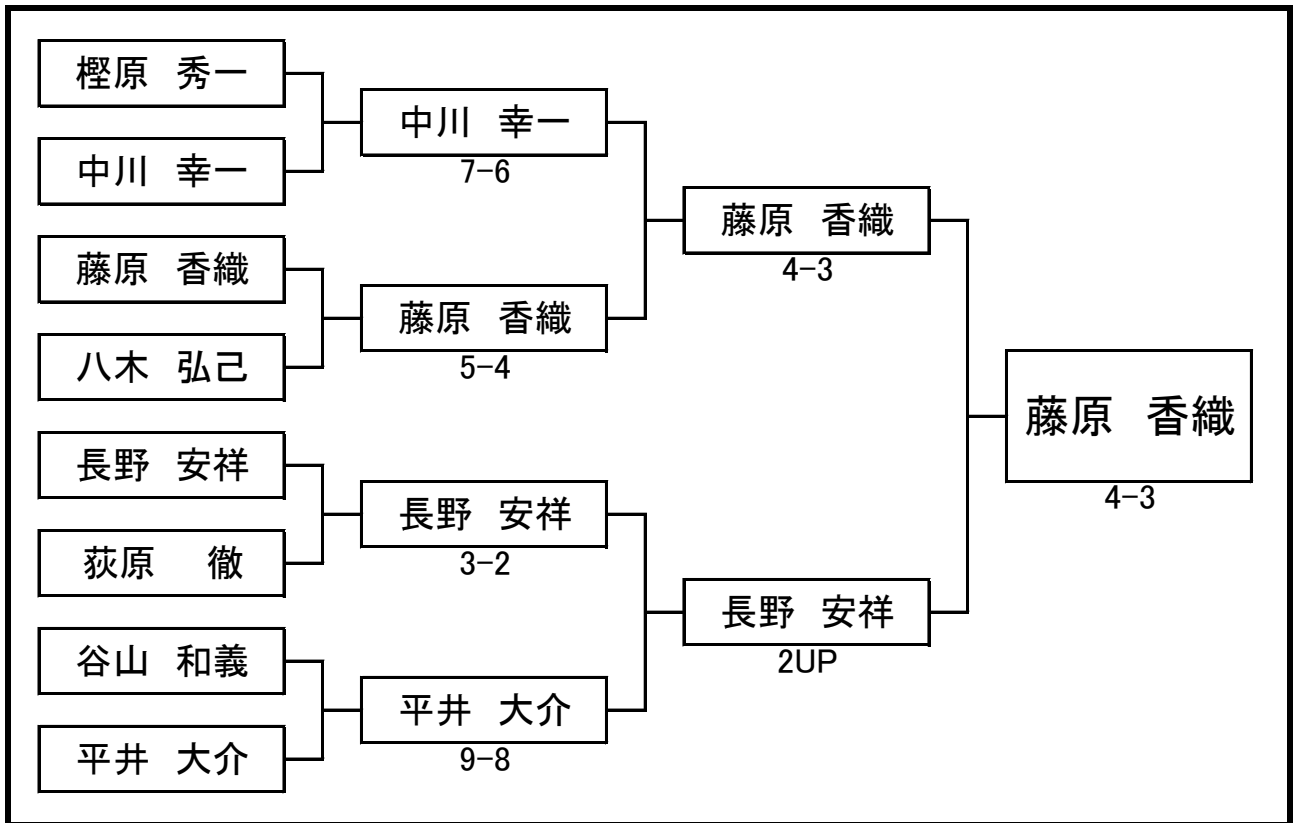 樫原 秀一
中川 幸一
7-6
中川 幸一
藤原 香織
4-3
藤原 香織
藤原 香織
5-4
八木 弘己
藤原 香織
4-3
長野 安祥
長野 安祥
3-2
荻原 徹
長野 安祥
2UP
谷山 和義
平井 大介
9-8
平井 大介